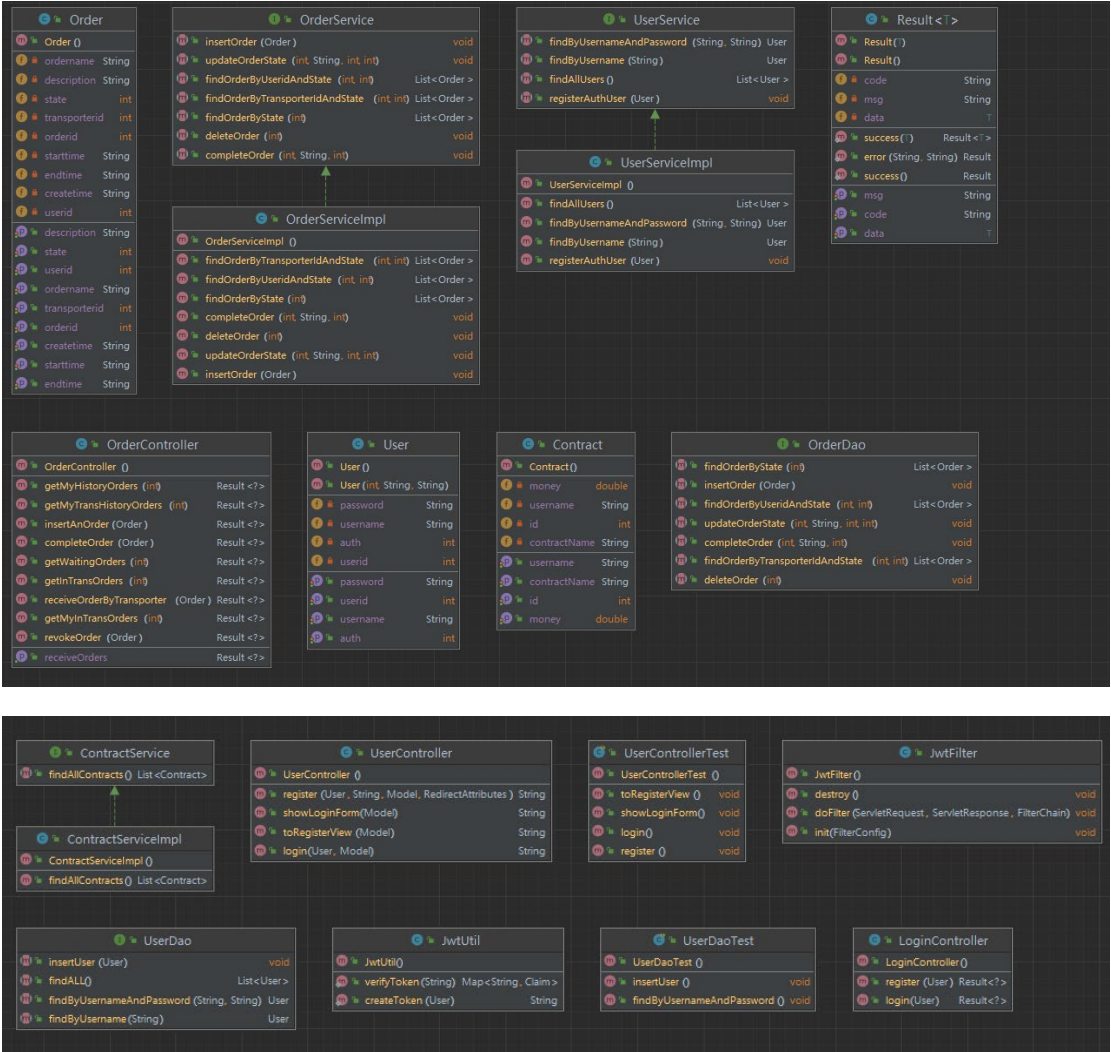 Order
Order()
ordername String
description String
state int
transporterid int
orderid int
starttime String
endtime String
createtime String
userid int
description String
state int
userid int
ordername String
transporterid int
orderid int
createtime String
starttime String
endtime String
OrderService
insertOrder(Order) void
updateOrderState(int, String, int, int) void
findOrderByUseridAndState(int, int) List<Order>
findOrderByTransporterIdAndState(int, int) List<Order>
findOrderByState(int) List<Order>
deleteOrder(int) void
completeOrder(int, String, int) void
OrderServiceImpl
OrderServiceImpl()
findOrderByTransporterIdAndState(int, int) List<Order>
findOrderByUseridAndState(int, int) List<Order>
findOrderByState(int) List<Order>
completeOrder(int, String, int) void
deleteOrder(int) void
updateOrderState(int, String, int, int) void
insertOrder(Order) void
UserService
findByUsernameAndPassword(String, String) User
findByUsername(String) User
findAllUsers() List<User>
registerAuthUser(User) void
UserServiceImpl
UserServiceImpl()
findAllUsers() List<User>
findByUsernameAndPassword(String, String) User
findByUsername(String) User
registerAuthUser(User) void
Result<T>
Result(T)
Result()
code String
msg String
data T
success(T) Result<T>
error(String, String) Result
success() Result
msg String
code String
data T
OrderController
OrderController()
getMyHistoryOrders(int) Result<?>
getMyTransHistoryOrders(int) Result<?>
insertAnOrder(Order) Result<?>
completeOrder(Order) Result<?>
getWaitingOrders(int) Result<?>
getInTransOrders(int) Result<?>
receiveOrderByTransporter(Order) Result<?>
getMyInTransOrders(int) Result<?>
revokeOrder(Order) Result<?>
receiveOrders Result<?>
User
User()
User(int, String, String)
password String
username String
auth int
userid int
password String
userid int
username String
auth int
Contract
Contract()
money double
username String
id int
contractName String
username String
contractName String
id int
money double
OrderDao
findOrderByState(int) List<Order>
insertOrder(Order) void
findOrderByUseridAndState(int, int) List<Order>
updateOrderState(int, String, int, int) void
completeOrder(int, String, int) void
findOrderByTransporterIdAndState(int, int) List<Order>
deleteOrder(int) void
ContractService
findAllContracts() List<Contract>
ContractServiceImpl
ContractServiceImpl()
findAllContracts() List<Contract>
UserController
UserController()
register(User, String, Model, RedirectAttributes) String
showLoginForm(Model) String
toRegisterView(Model) String
login(User, Model) String
UserControllerTest
UserControllerTest()
toRegisterView() void
showLoginForm() void
login() void
register() void
JwtFilter
JwtFilter()
destroy() void
doFilter(ServletRequest, ServletResponse, FilterChain) void
init(FilterConfig) void
UserDao
insertUser(User) void
findALL() List<User>
findByUsernameAndPassword(String, String) User
findByUsername(String) User
JwtUtil
JwtUtil()
verifyToken(String) Map<String, Claim>
createToken(User) String
UserDaoTest
UserDaoTest()
insertUser() void
findByUsernameAndPassword() void
LoginController
LoginController()
register(User) Result<?>
login(User) Result<?>